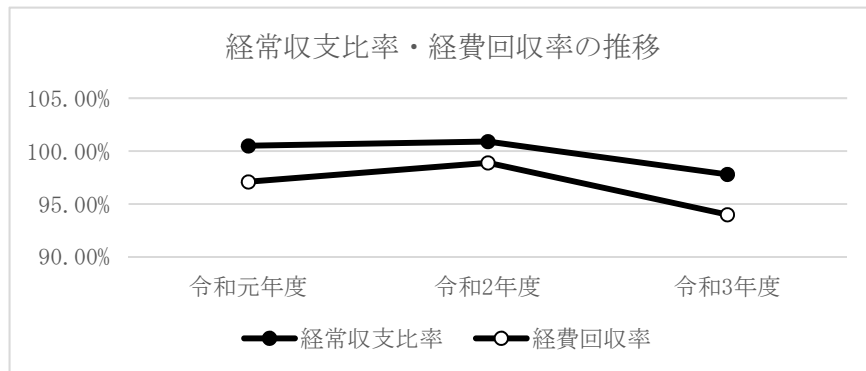 経常収支比率・経費回収率の推移
105.00%
100.00%
95.00%
90.00%
令和元年度 令和2年度 令和3年度
経常収支比率 経費回収率